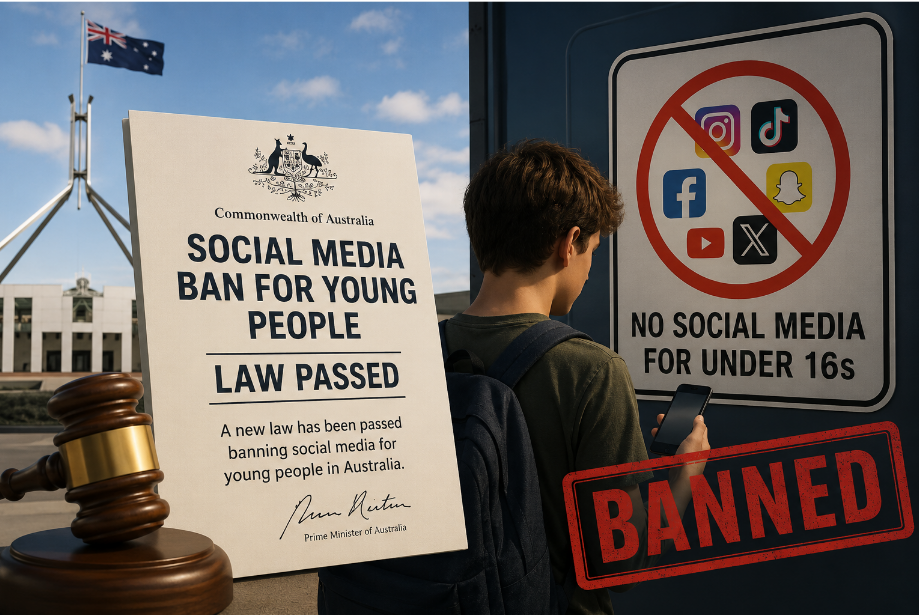 Commonwealth of Australia
SOCIAL MEDIA
BAN FOR YOUNG
PEOPLE
LAW PASSED
A new law has been passed
banning social media for
young people in Australia.
Prime Minister of Australia
X
NO SOCIAL MEDIA
FOR UNDER 16s
BANNED